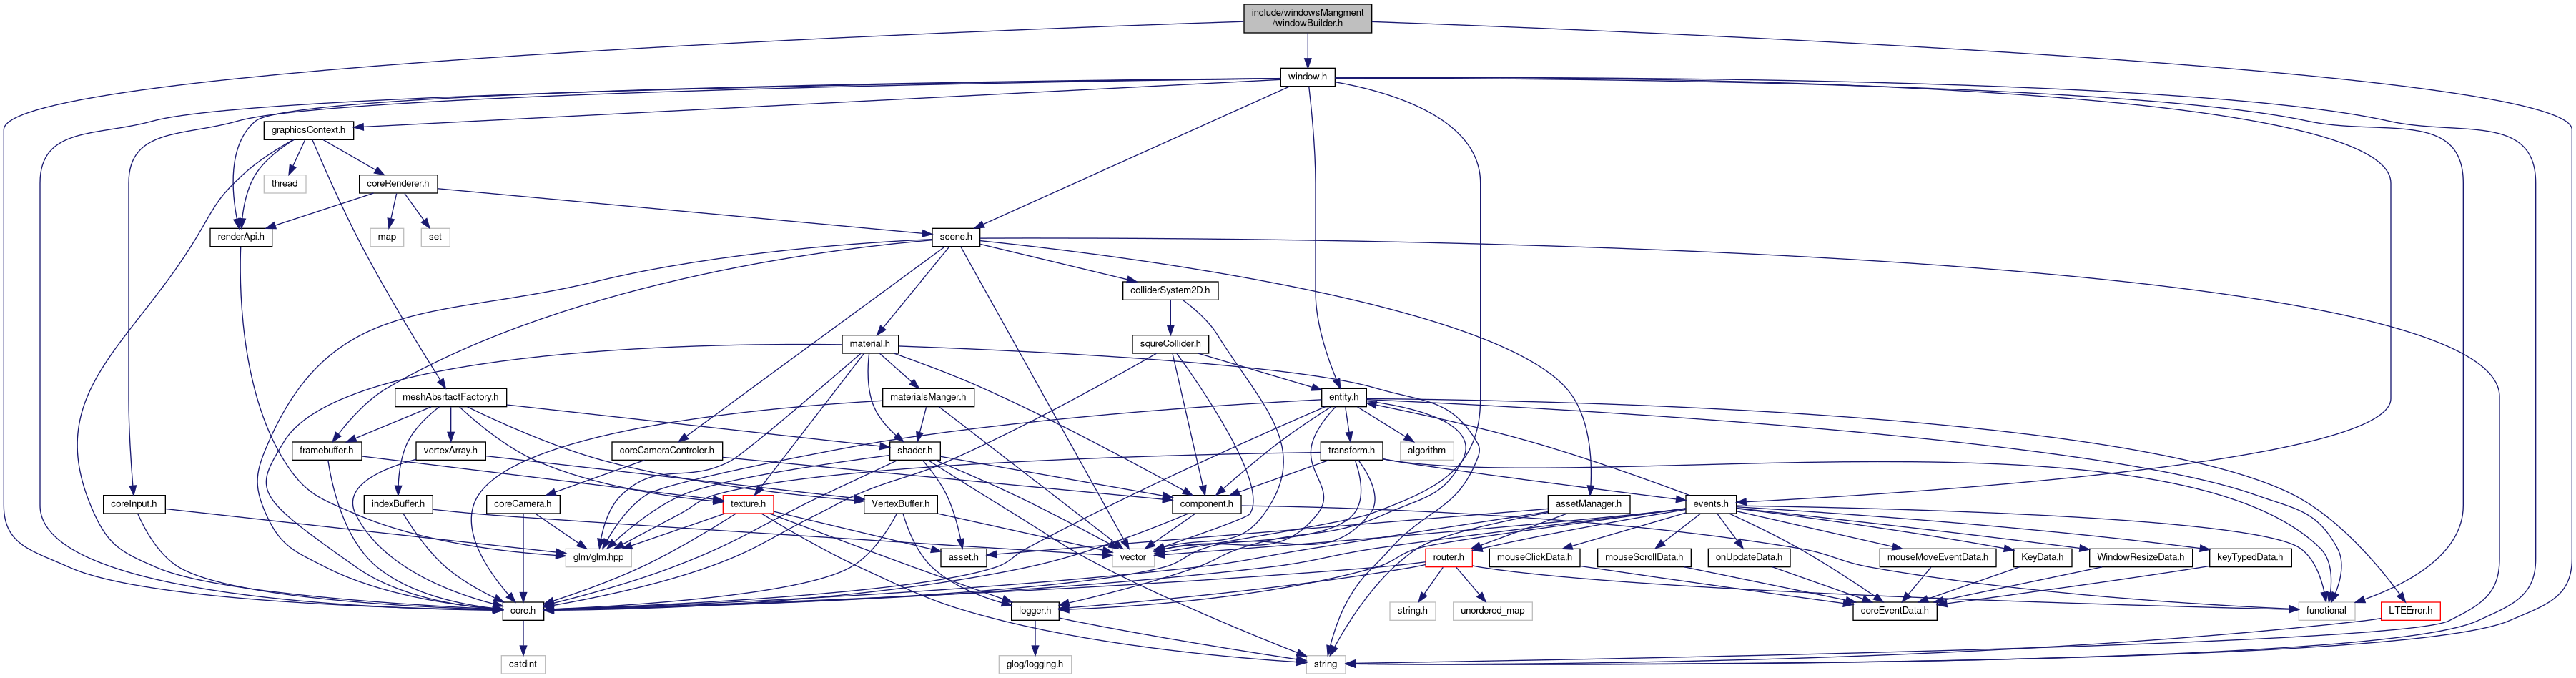 include/windowsMangment
/windowBuilder.h
window.h
graphicsContext.h
thread
coreRenderer.h
renderApi.h
map
set
scene.h
colliderSystem2D.h
material.h
squreCollider.h
meshAbsrtactFactory.h
materialsManger.h
entity.h
framebuffer.h
vertexArray.h
coreCameraControler.h
shader.h
transform.h
algorithm
coreInput.h
indexBuffer.h
coreCamera.h
texture.h
VertexBuffer.h
component.h
assetManager.h
events.h
glm/glm.hpp
asset.h
vector
router.h
mouseClickData.h
mouseScrollData.h
onUpdateData.h
mouseMoveEventData.h
KeyData.h
WindowResizeData.h
keyTypedData.h
core.h
logger.h
string.h
unordered_map
coreEventData.h
functional
LTEError.h
cstdint
glog/logging.h
string